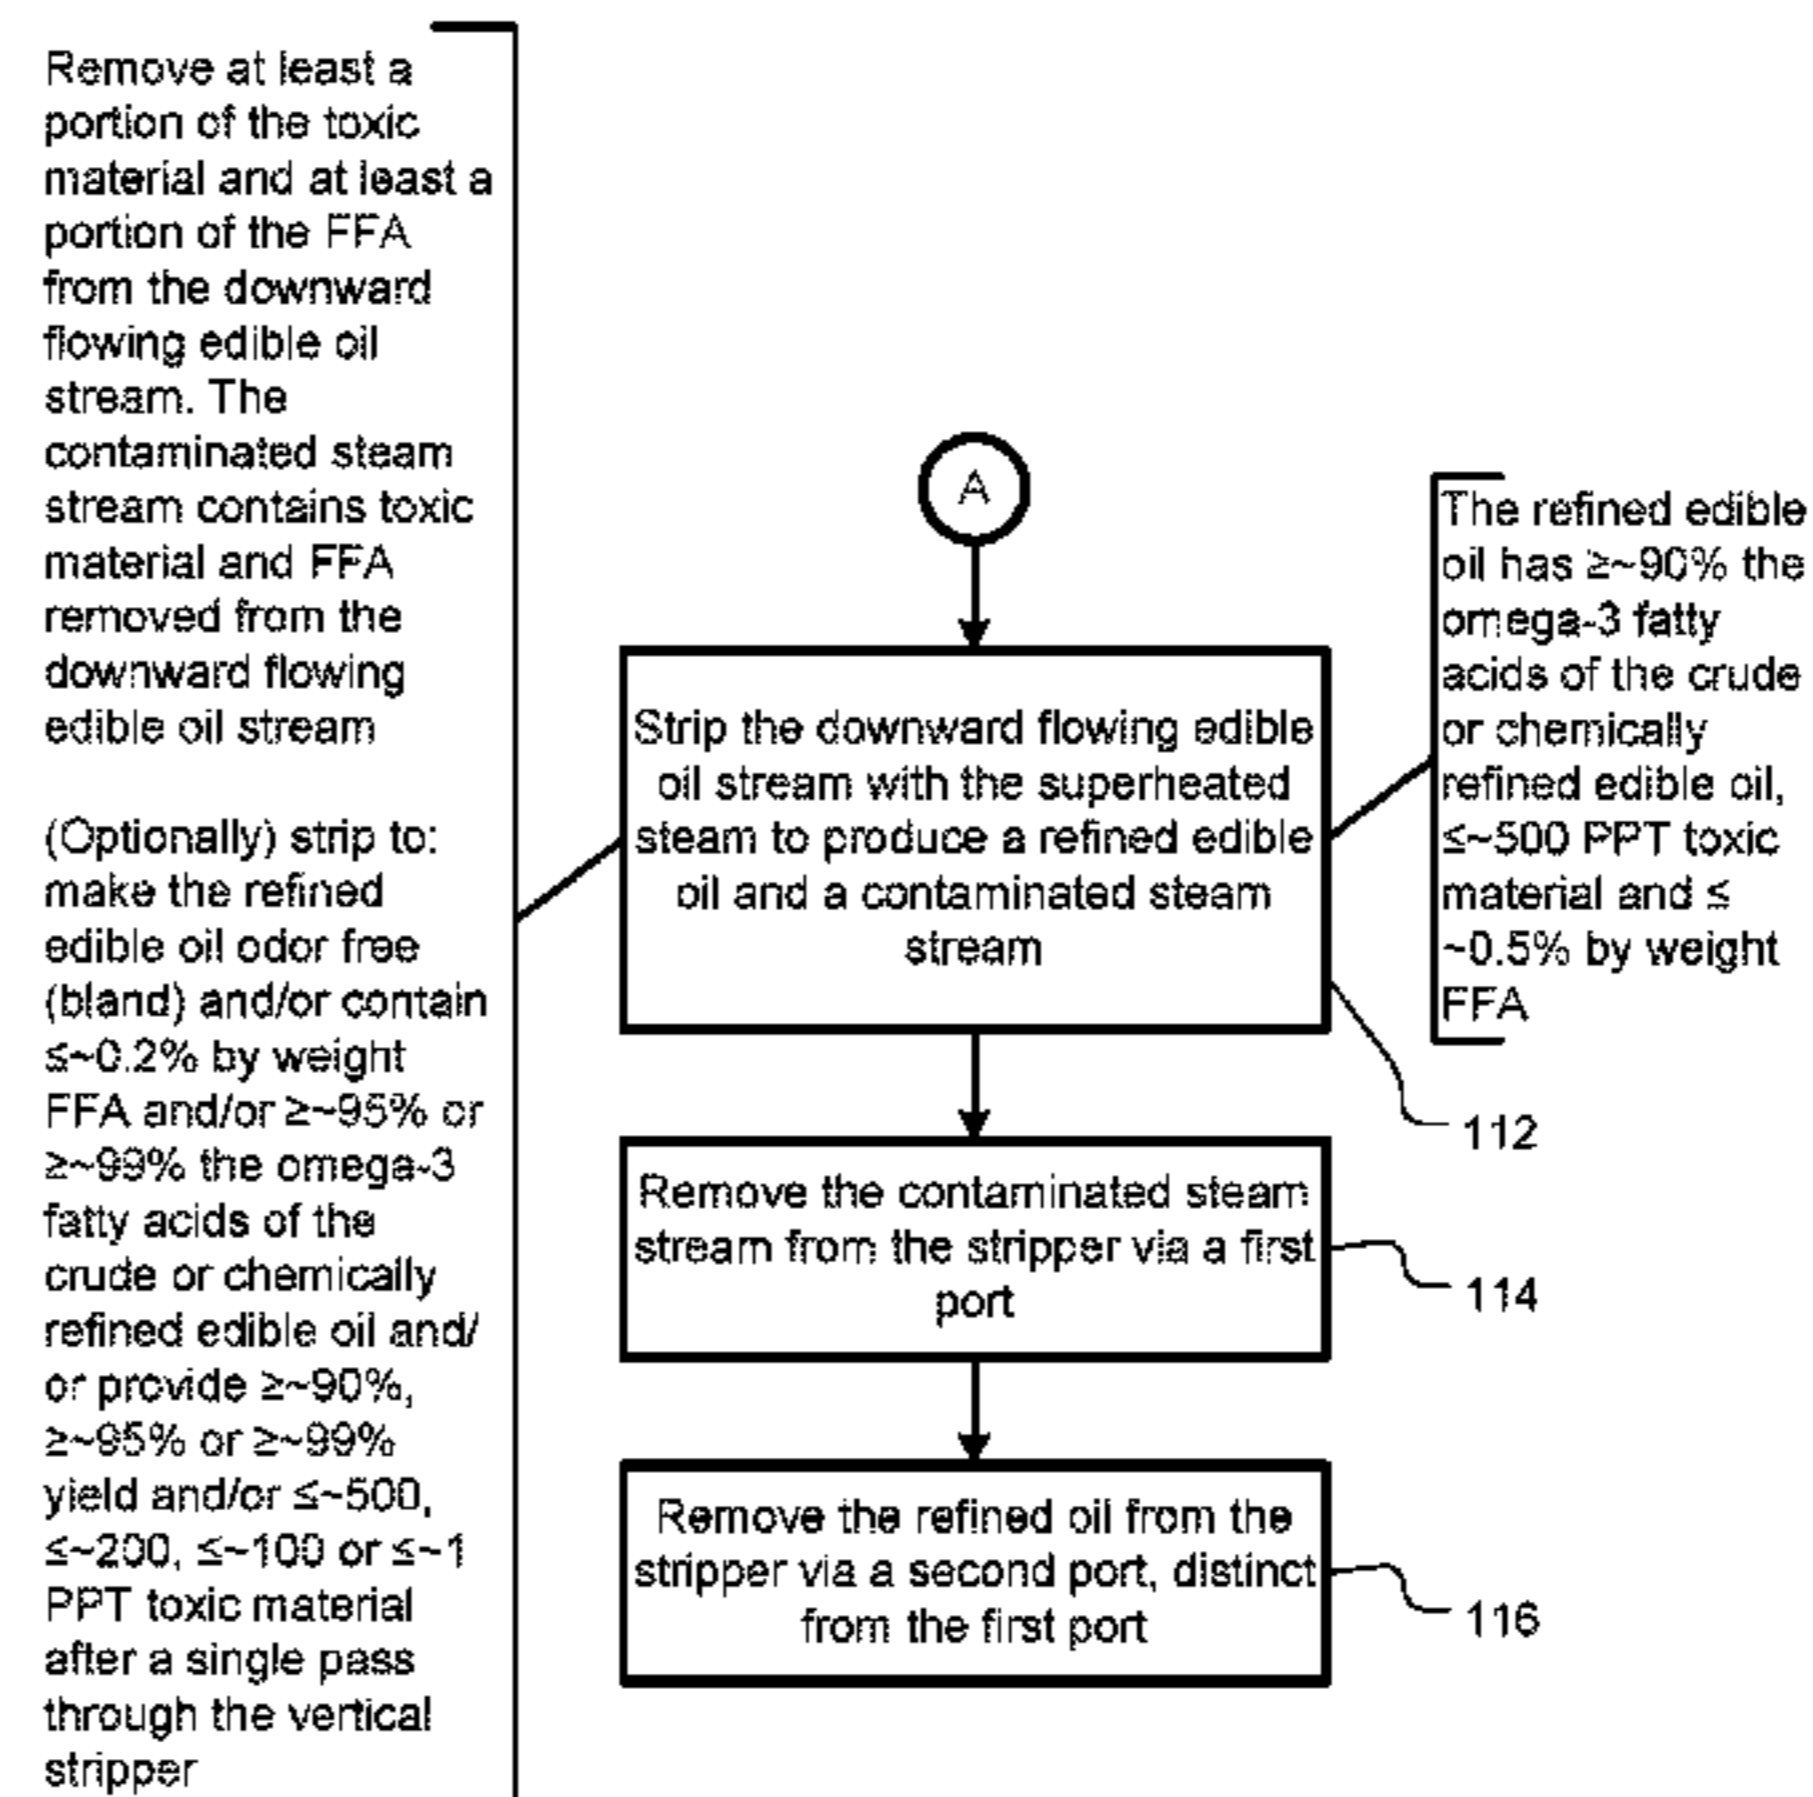 Remove at least a
portion of the toxic
material and at least a
portion of the FFA
from the downward
flowing edible oil
stream. The
contaminated steam
stream contains toxic
material and FFA
removed from the
downward flowing
edible oil stream
(Optionally) strip to:
make the refined
edible oil odor free
(bland) and/or contain
≤~0.2% by weight
FFA and/or ≥~95% or
≥~99% the omega-3
fatty acids of the
crude or chemically
refined edible oil and/
or provide ≥~90%,
≥~95% or ≥~99%
yield and/or ≤~500,
≤~200, ≤~100 or ≤~1
PPT toxic material
after a single pass
through the vertical
stripper
A
Strip the downward flowing edible
oil stream with the superheated
steam to produce a refined edible
oil and a contaminated steam
stream
The refined edible
oil has ≥~90% the
omega-3 fatty
acids of the crude
or chemically
refined edible oil,
≤~500 PPT toxic
material and ≤
~0.5% by weight
FFA
112
Remove the contaminated steam
stream from the stripper via a first
port
114
Remove the refined oil from the
stripper via a second port, distinct
from the first port
116